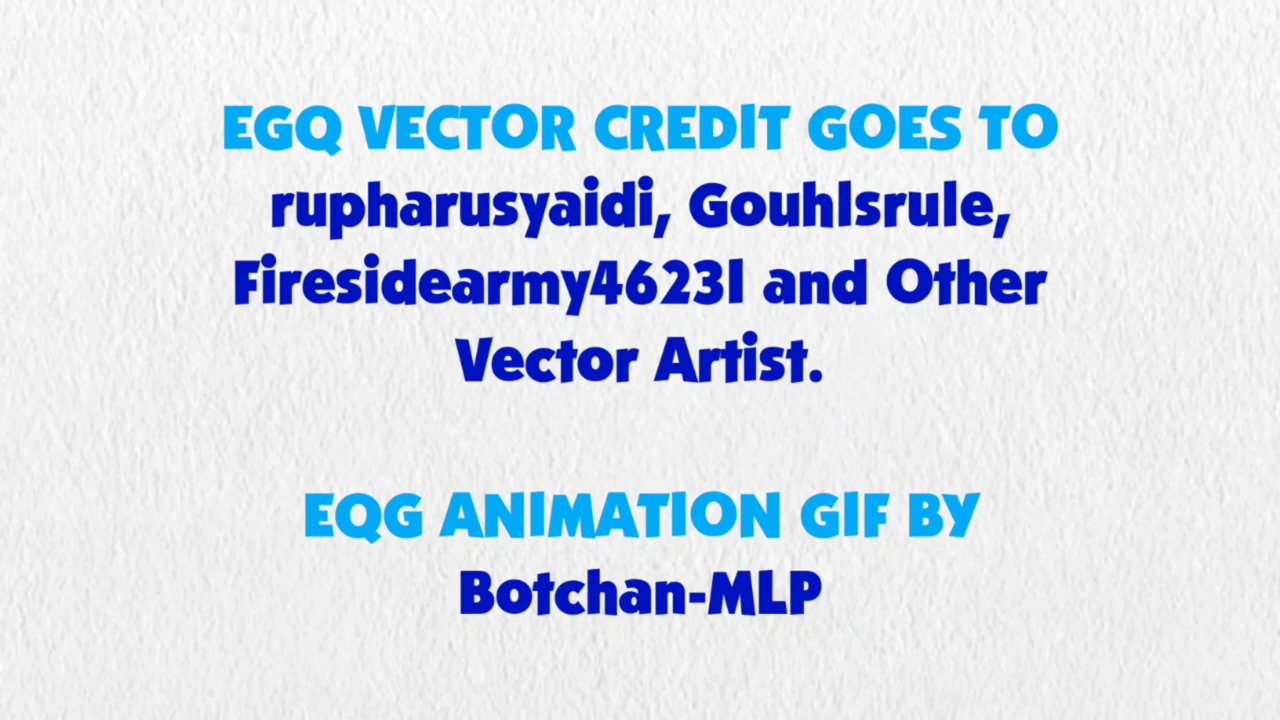 EGQ VECTOR CREDIT GOES TO
rupharusyaidi, Gouhlsrule,
Firesidearmy46231 and Other
Vector Artist.
EQG ANIMATION GIF BY
Botchan-MLP